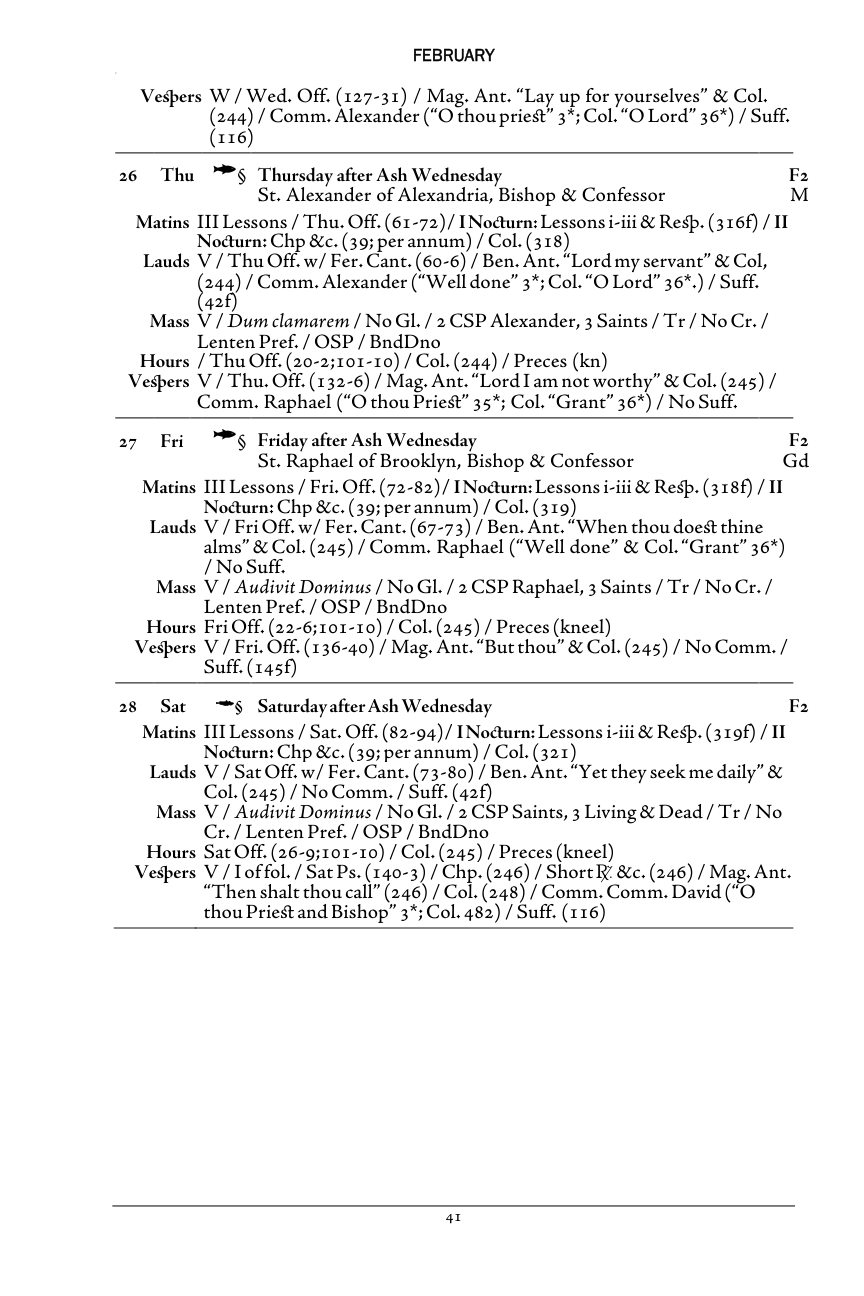 FEBRUARY
Vespers W / Wed. Off. (127-31) / Mag. Ant. “Lay up for yourselves” & Col.
(244) / Comm. Alexander (“O thou priest” 3*; Col. “O Lord” 36*) / Suff.
(116)
26 Thu § Thursday after Ash Wednesday F2
St. Alexander of Alexandria, Bishop & Confessor M
Matins III Lessons / Thu. Off. (61-72)/ I Nocturn: Lessons i-iii & Resp. (316f) / II
Nocturn: Chp &c. (39; per annum) / Col. (318)
Lauds V / Thu Off. w/ Fer. Cant. (60-6) / Ben. Ant. “Lord my servant” & Col,
(244) / Comm. Alexander (“Well done” 3*; Col. “O Lord” 36*.) / Suff.
(42f)
Mass V / Dum clamarem / No Gl. / 2 CSP Alexander, 3 Saints / Tr / No Cr. /
Lenten Pref. / OSP / BndDno
Hours / Thu Off. (20-2;101-10) / Col. (244) / Preces (kn)
Vespers V / Thu. Off. (132-6) / Mag. Ant. “Lord I am not worthy” & Col. (245) /
Comm. Raphael (“O thou Priest” 35*; Col. “Grant” 36*) / No Suff.
27 Fri § Friday after Ash Wednesday F2
St. Raphael of Brooklyn, Bishop & Confessor Gd
Matins III Lessons / Fri. Off. (72-82)/ I Nocturn: Lessons i-iii & Resp. (318f) / II
Nocturn: Chp &c. (39; per annum) / Col. (319)
Lauds V / Fri Off. w/ Fer. Cant. (67-73) / Ben. Ant. “When thou doest thine
alms” & Col. (245) / Comm. Raphael (“Well done” & Col. “Grant” 36*)
/ No Suff.
Mass V / Audivit Dominus / No Gl. / 2 CSP Raphael, 3 Saints / Tr / No Cr. /
Lenten Pref. / OSP / BndDno
Hours Fri Off. (22-6;101-10) / Col. (245) / Preces (kneel)
Vespers V / Fri. Off. (136-40) / Mag. Ant. “But thou” & Col. (245) / No Comm. /
Suff. (145f)
28 Sat § Saturday after Ash Wednesday F2
Matins III Lessons / Sat. Off. (82-94)/ I Nocturn: Lessons i-iii & Resp. (319f) / II
Nocturn: Chp &c. (39; per annum) / Col. (321)
Lauds V / Sat Off. w/ Fer. Cant. (73-80) / Ben. Ant. “Yet they seek me daily” &
Col. (245) / No Comm. / Suff. (42f)
Mass V / Audivit Dominus / No Gl. / 2 CSP Saints, 3 Living & Dead / Tr / No
Cr. / Lenten Pref. / OSP / BndDno
Hours Sat Off. (26-9;101-10) / Col. (245) / Preces (kneel)
Vespers V / I of fol. / Sat Ps. (140-3) / Chp. (246) / Short ℟. &c. (246) / Mag. Ant.
“Then shalt thou call” (246) / Col. (248) / Comm. Comm. David (“O
thou Priest and Bishop” 3*; Col. 482) / Suff. (116)
41